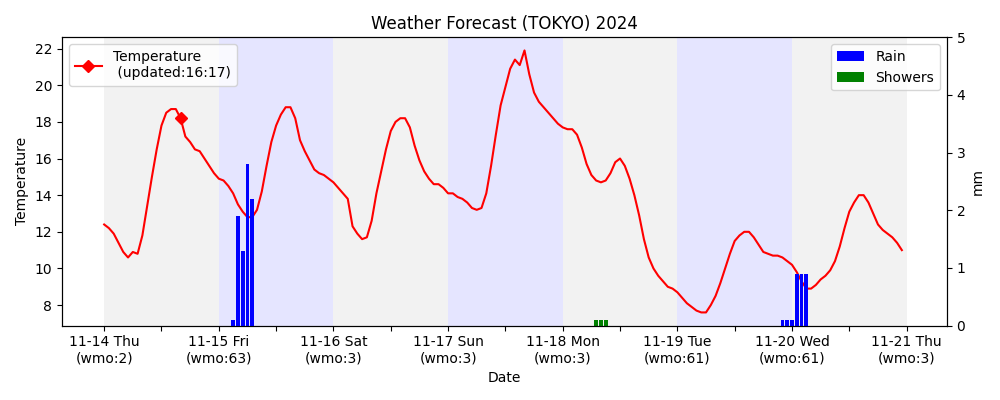 Weather Forecast (TOKYO) 2024
Temperature
(updated:16:17)
Rain
Showers
22
20
18
16
14
12
10
8
Temperature
5
4
3
2
1
0
mm
11-14 Thu
(wmo:2)
11-15 Fri
(wmo:63)
11-16 Sat
(wmo:3)
11-17 Sun
(wmo:3)
11-18 Mon
(wmo:3)
11-19 Tue
(wmo:61)
11-20 Wed
(wmo:61)
11-21 Thu
(wmo:3)
Date